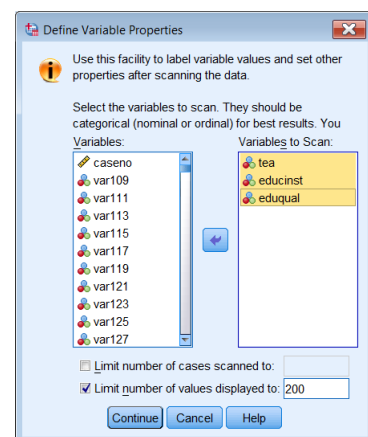 Define Variable Properties
Use this facility to label variable values and set other
properties after scanning the data.
Select the variables to scan. They should be
categorical (nominal or ordinal) for best results. You
Variables:
caseno
var109
var111
var113
var115
var117
var119
var121
var123
var125
var127
Variables to Scan:
tea
educinst
eduqual
Limit number of cases scanned to:
Limit number of values displayed to: 200
Continue Cancel Help